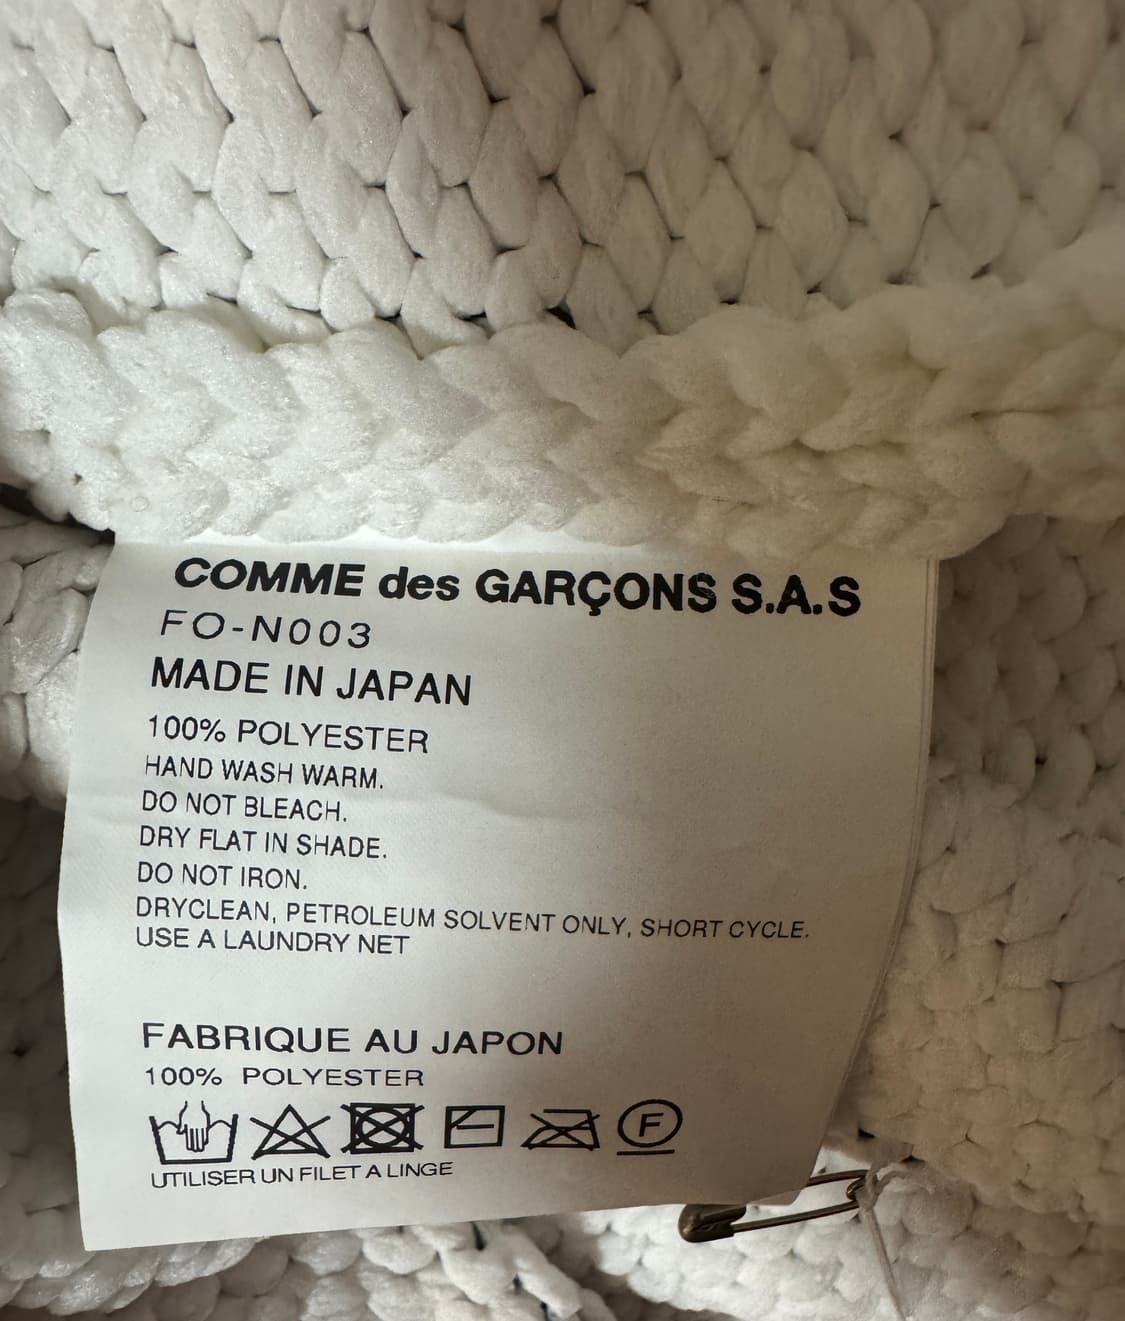 COMME des GARÇONS S.A.S
FO-N003
MADE IN JAPAN
100% POLYESTER
HAND WASH WARM.
DO NOT BLEACH.
DRY FLAT IN SHADE.
DO NOT IRON.
DRYCLEAN, PETROLEUM SOLVENT ONLY, SHORT CYCLE.
USE A LAUNDRY NET
FABRIQUE AU JAPON
100% POLYESTER
F
UTILISER UN FILET A LINGE